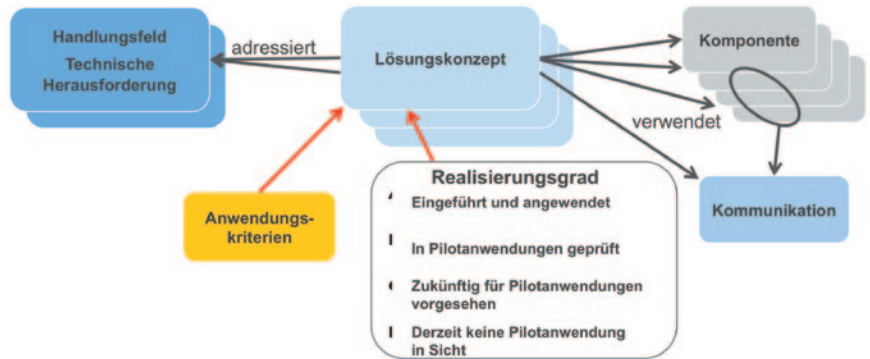 Handlungsfeld
Technische
Herausforderung
adressiert
Lösungskonzept
Komponente
verwendet
Kommunikation
Anwendungs-
kriterien
Realisierungsgrad
Eingeführt und angewendet
In Pilotanwendungen geprüft
Zukünftig für Pilotanwendungen
vorgesehen
Derzeit keine Pilotanwendung
in Sicht